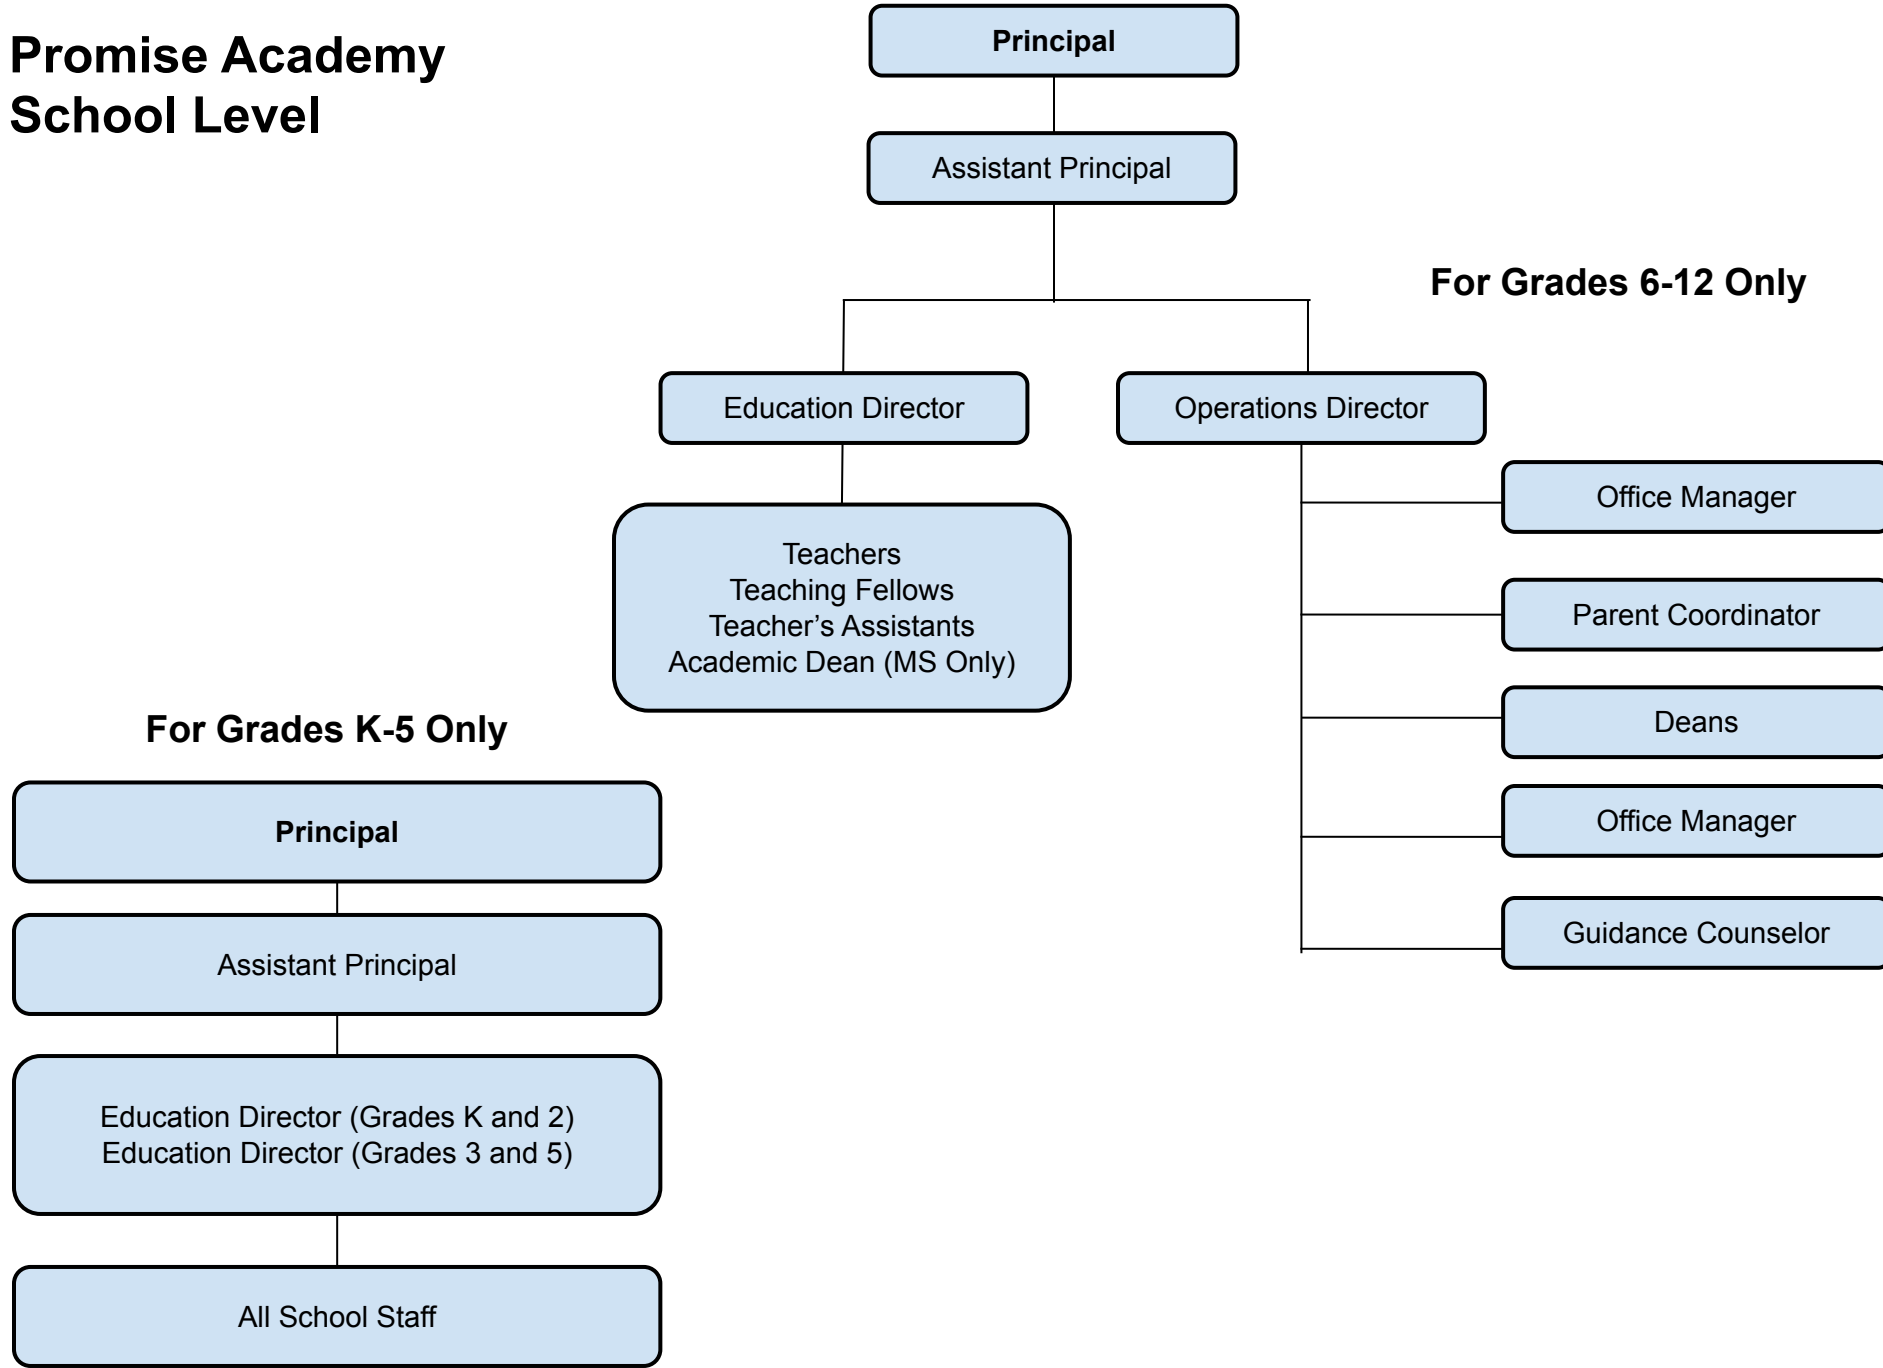 Promise Academy
School Level
Principal
Assistant Principal
For Grades 6-12 Only
Education Director
Operations Director
Teachers
Teaching Fellows
Teacher’s Assistants
Academic Dean (MS Only)
Office Manager
Parent Coordinator
Deans
Office Manager
Guidance Counselor
For Grades K-5 Only
Principal
Assistant Principal
Education Director (Grades K and 2)
Education Director (Grades 3 and 5)
All School Staff